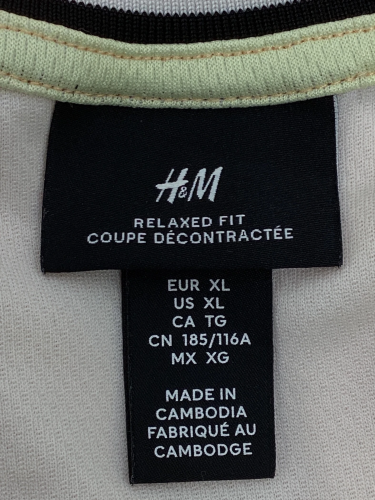 H&M
RELAXED FIT
COUPE DÉCONTRACTÉE
EUR XL
US XL
CA TG
CN 185/116A
MX XG
MADE IN
CAMBODIA
FABRIQUÉ AU
CAMBODGE